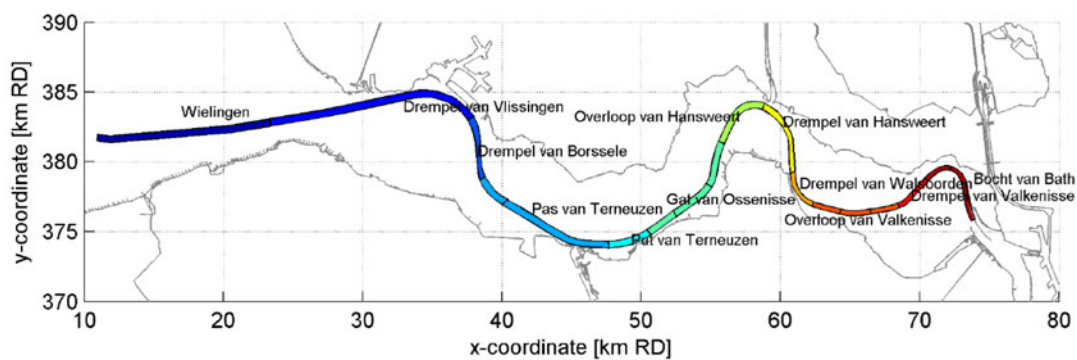 390
385
380
375
370
y-coordinate [km RD]
Wielingen
Drempel van Vlissingen
Overloop van Hansweert
Drempel van Hansweert
Drempel van Borssele
Drempel van Walsoorden
Bocht van Bath
Pas van Terneuzen
Gat van Ossenisse
Drempel van Valkenisse
Overloop van Valkenisse
Put van Terneuzen
10 20 30 40 50 60 70 80
x-coordinate [km RD]